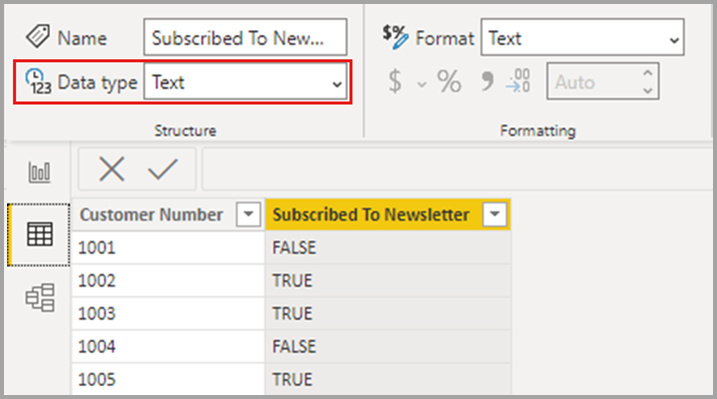 Name Subscribed To New... $% Format Text
123 Data type Text $ % , .00 →.0 Auto
Structure Formatting
Customer Number Subscribed To Newsletter
1001 FALSE
1002 TRUE
1003 TRUE
1004 FALSE
1005 TRUE